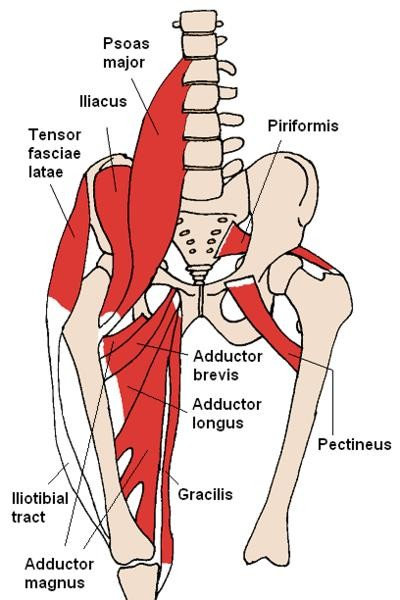 Psoas
major
Iliacus
Piriformis
Tensor
fasciae
latae
Adductor
brevis
Adductor
longus
Pectineus
Gracilis
Iliotibial
tract
Adductor
magnus